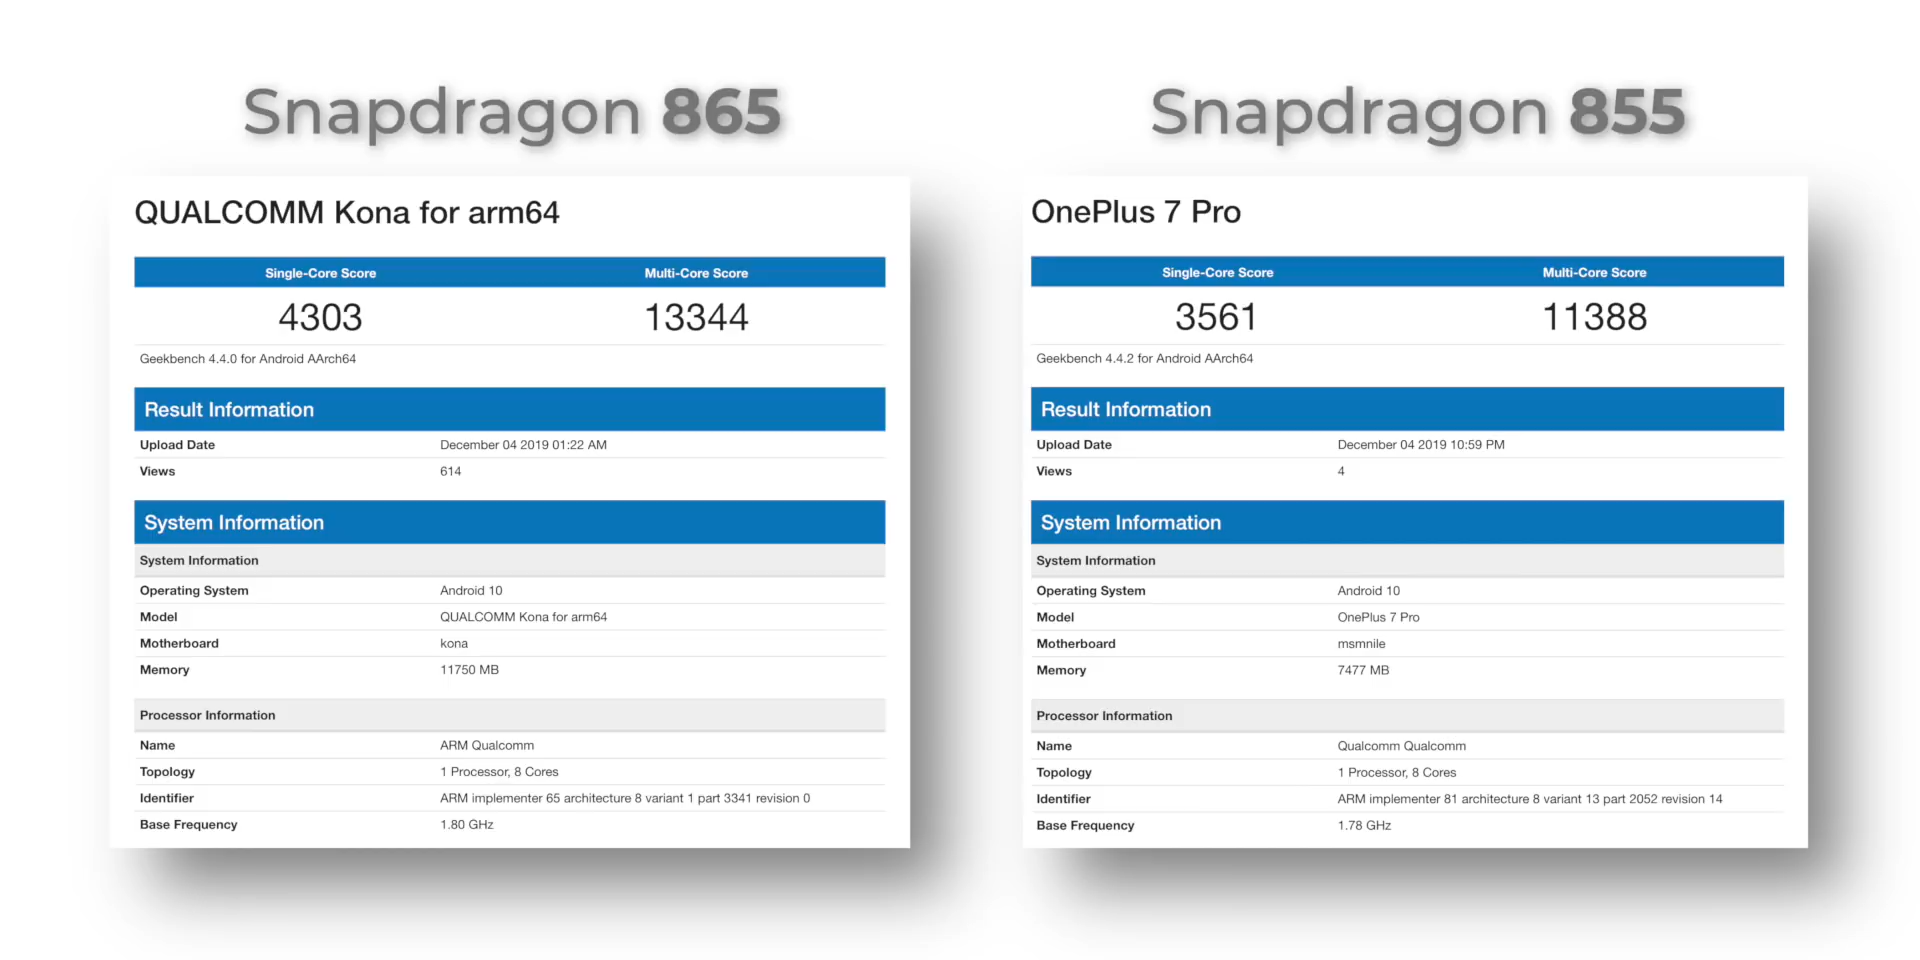 Snapdragon 865
QUALCOMM Kona for arm64
Single-Core Score Multi-Core Score
4303 13344
Geekbench 4.4.0 for Android AArch64
Result Information
Upload Date December 04 2019 01:22 AM
Views 614
System Information
System Information
Operating System Android 10
Model QUALCOMM Kona for arm64
Motherboard kona
Memory 11750 MB
Processor Information
Name ARM Qualcomm
Topology 1 Processor, 8 Cores
Identifier ARM implementer 65 architecture 8 variant 1 part 3341 revision 0
Base Frequency 1.80 GHz
Snapdragon 855
OnePlus 7 Pro
Single-Core Score Multi-Core Score
3561 11388
Geekbench 4.4.2 for Android AArch64
Result Information
Upload Date December 04 2019 10:59 PM
Views 4
System Information
System Information
Operating System Android 10
Model OnePlus 7 Pro
Motherboard msmnile
Memory 7477 MB
Processor Information
Name Qualcomm Qualcomm
Topology 1 Processor, 8 Cores
Identifier ARM implementer 81 architecture 8 variant 13 part 2052 revision 14
Base Frequency 1.78 GHz